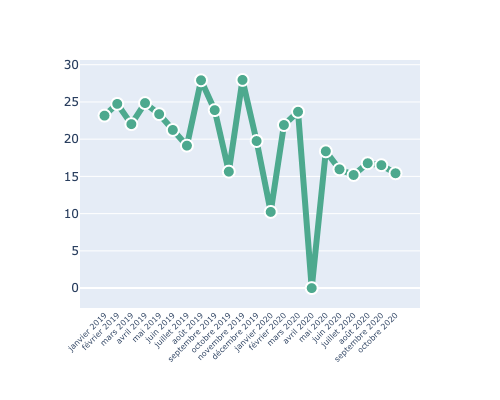 30
25
20
15
10
5
0
janvier 2019
février 2019
mars 2019
avril 2019
mai 2019
juin 2019
juillet 2019
août 2019
septembre 2019
octobre 2019
novembre 2019
décembre 2019
janvier 2020
février 2020
mars 2020
avril 2020
mai 2020
juin 2020
juillet 2020
août 2020
septembre 2020
octobre 2020